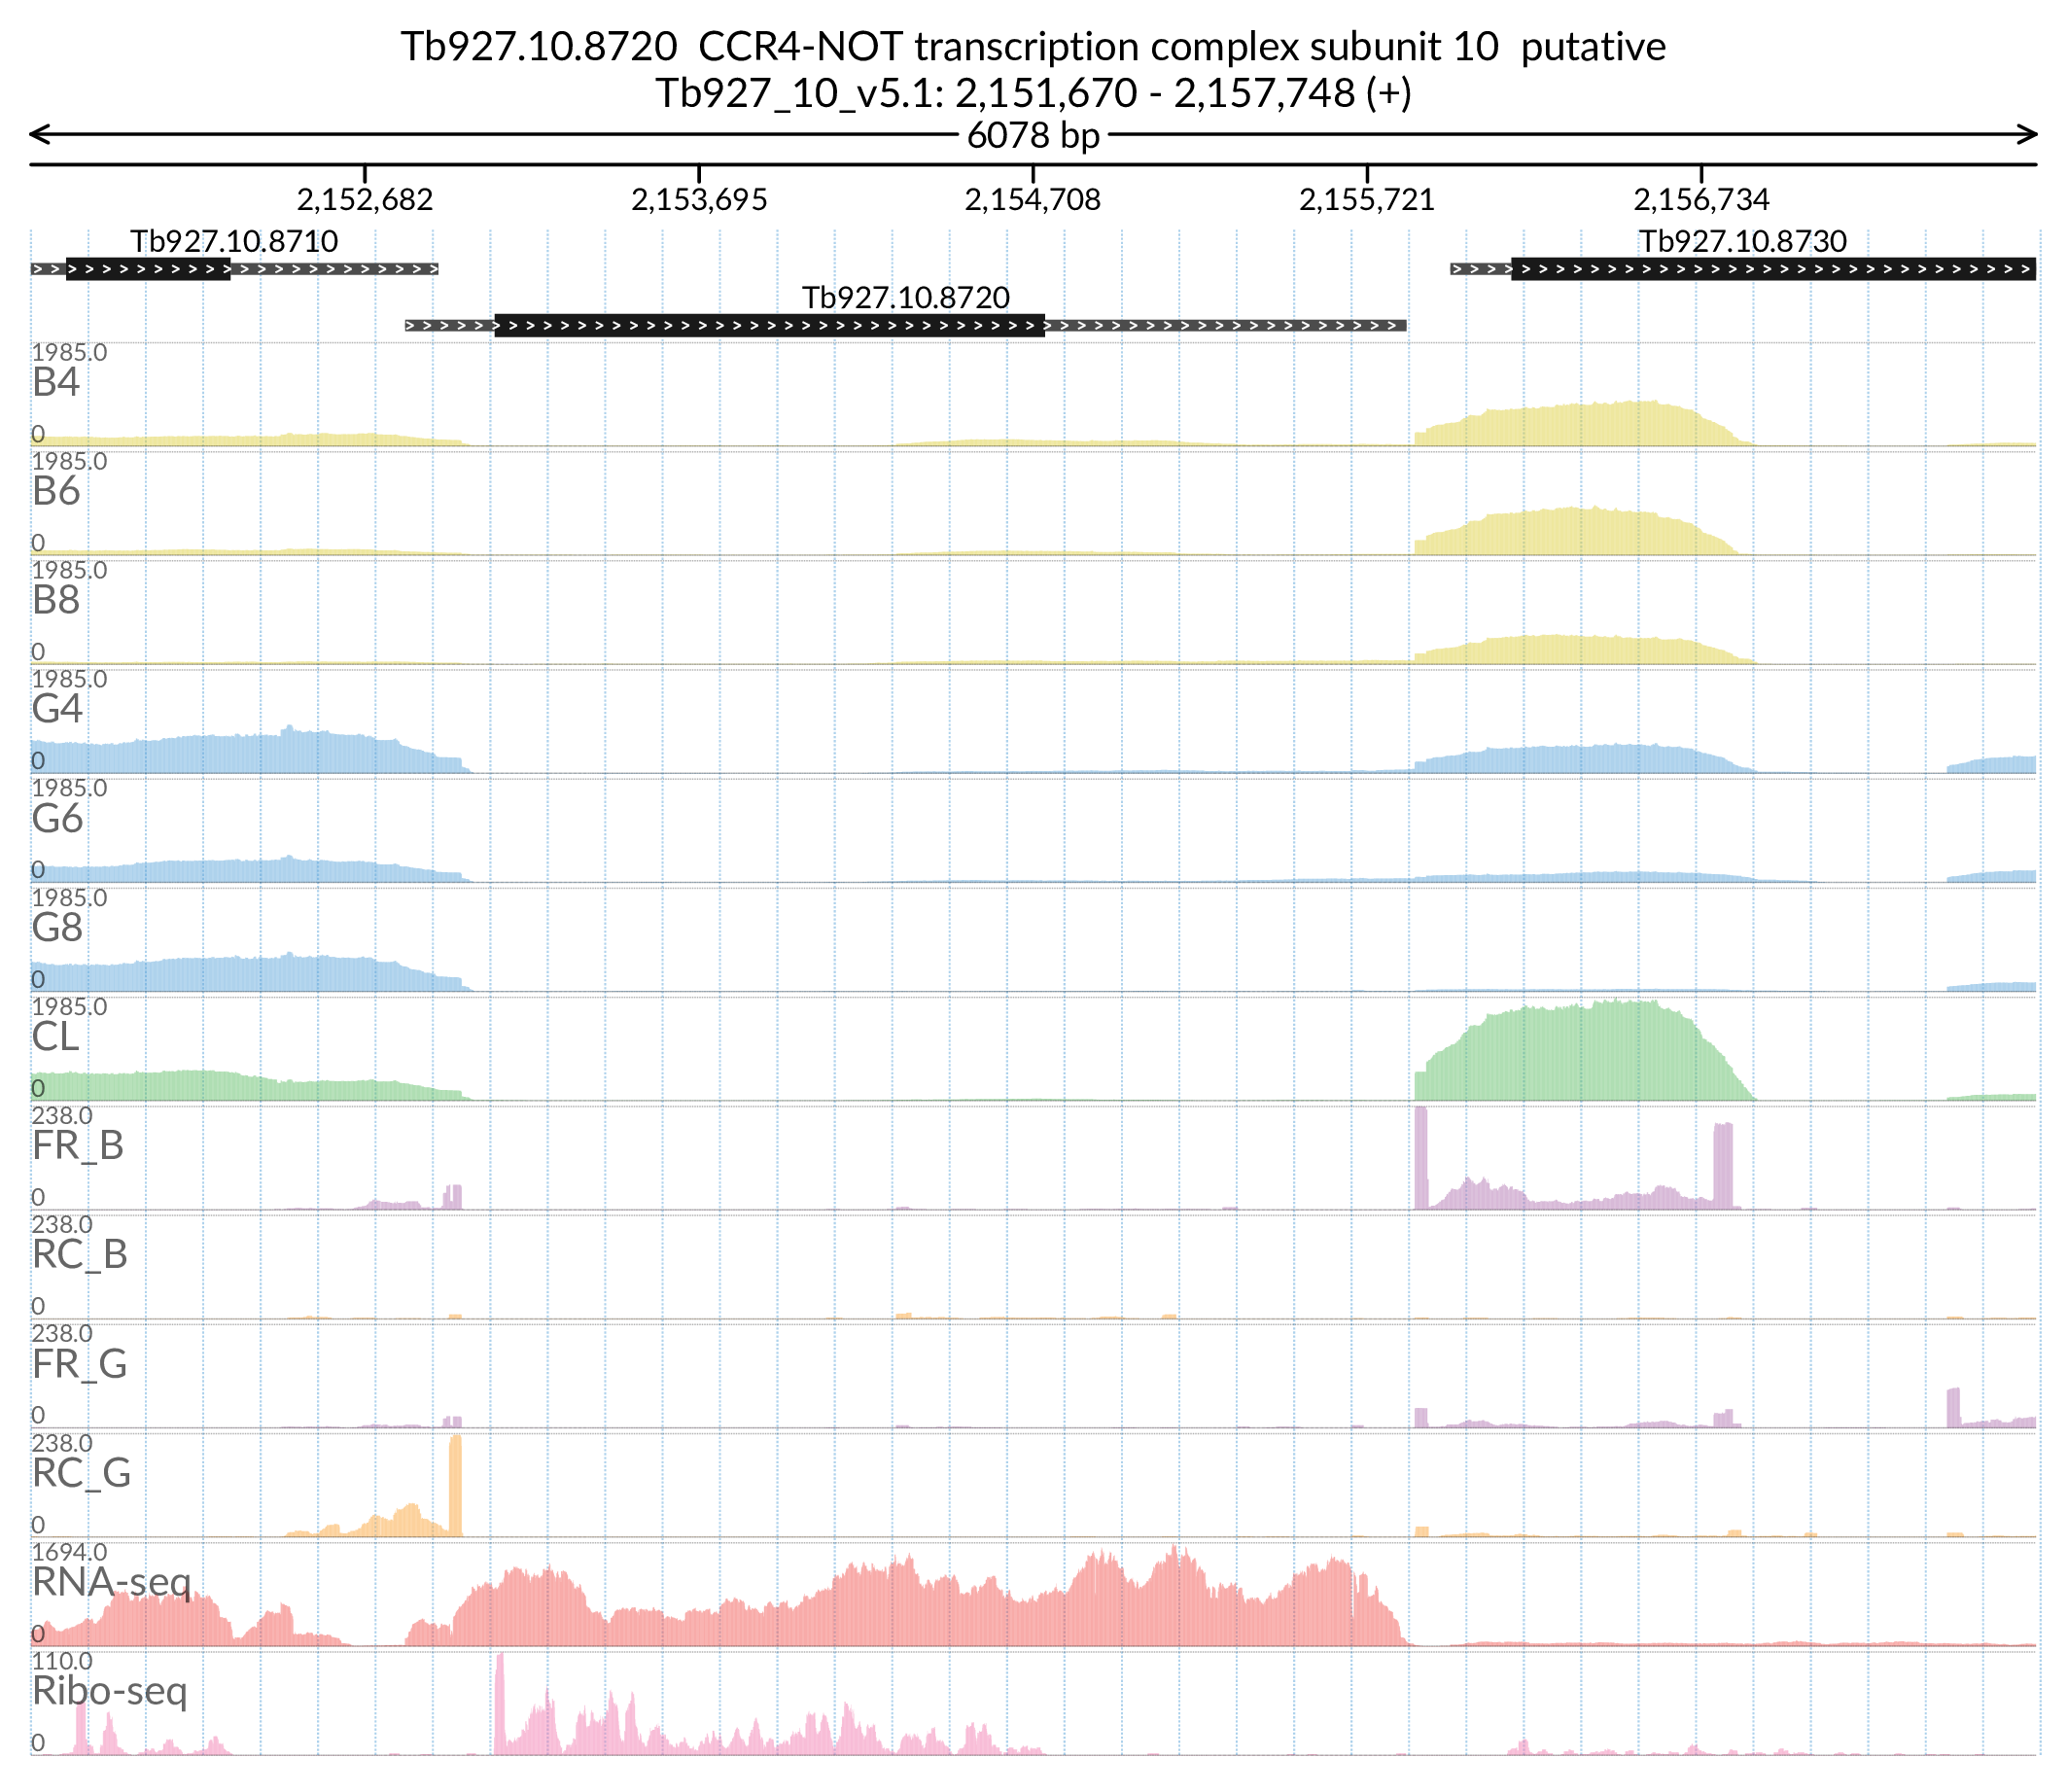 Tb927.10.8720  CCR4-NOT transcription complex subunit 10  putative
Tb927_10_v5.1: 2,151,670 - 2,157,748 (+)
6078 bp
2,152,682 2,153,695 2,154,708 2,155,721 2,156,734
Tb927.10.8710 Tb927.10.8730
Tb927.10.8720
1985.0
B4
0
1985.0
B6
0
1985.0
B8
0
1985.0
G4
0
1985.0
G6
0
1985.0
G8
0
1985.0
CL
0
238.0
FR_B
0
238.0
RC_B
0
238.0
FR_G
0
238.0
RC_G
0
1694.0
RNA-seq
0
110.0
Ribo-seq
0